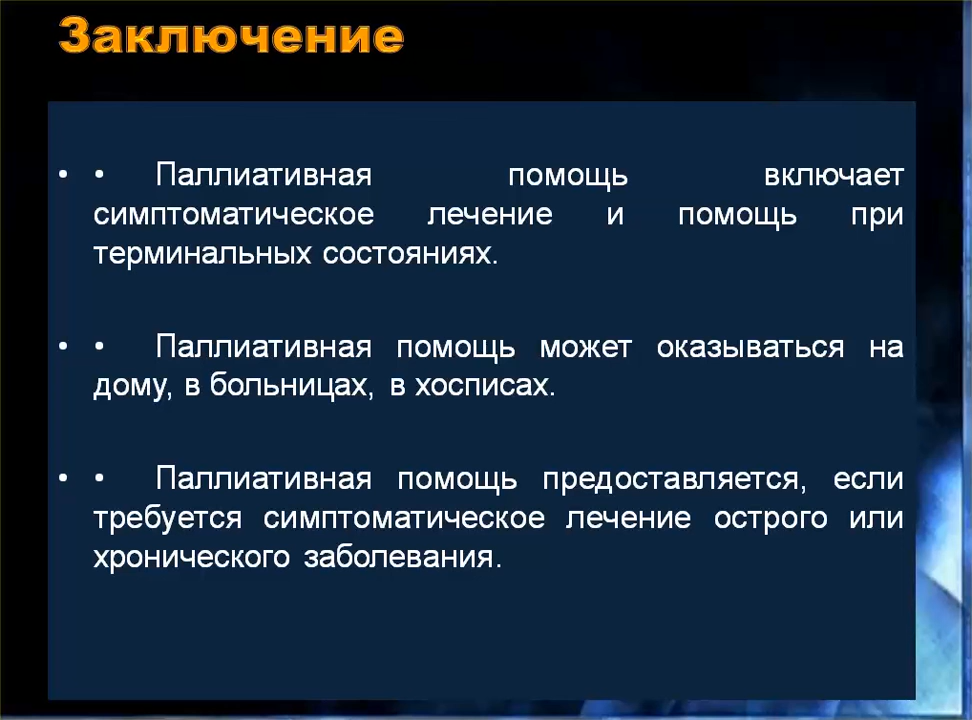 Заключение
• • Паллиативная помощь включает
симптоматическое лечение и помощь при
терминальных состояниях.
• • Паллиативная помощь может оказываться на
дому, в больницах, в хосписах.
• • Паллиативная помощь предоставляется, если
требуется симптоматическое лечение острого или
хронического заболевания.